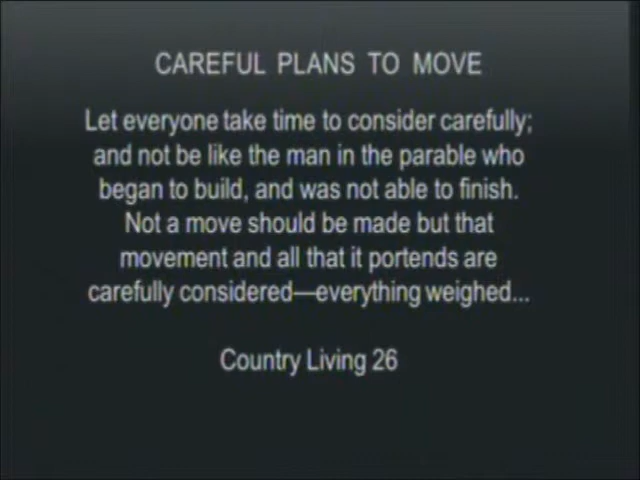 CAREFUL PLANS TO MOVE
Let everyone take time to consider carefully;
and not be like the man in the parable who
began to build, and was not able to finish.
Not a move should be made but that
movement and all that it portends are
carefully considered—everything weighed...
Country Living 26